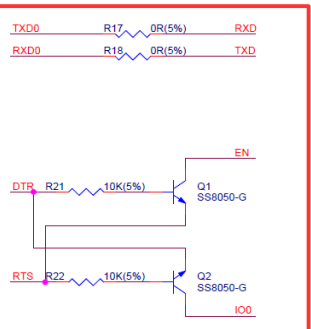 TXD0 R17 0R(5%) RXD
RXD0 R18 0R(5%) TXD
EN
DTR R21 10K(5%) Q1
SS8050-G
RTS R22 10K(5%) Q2
SS8050-G
IO0